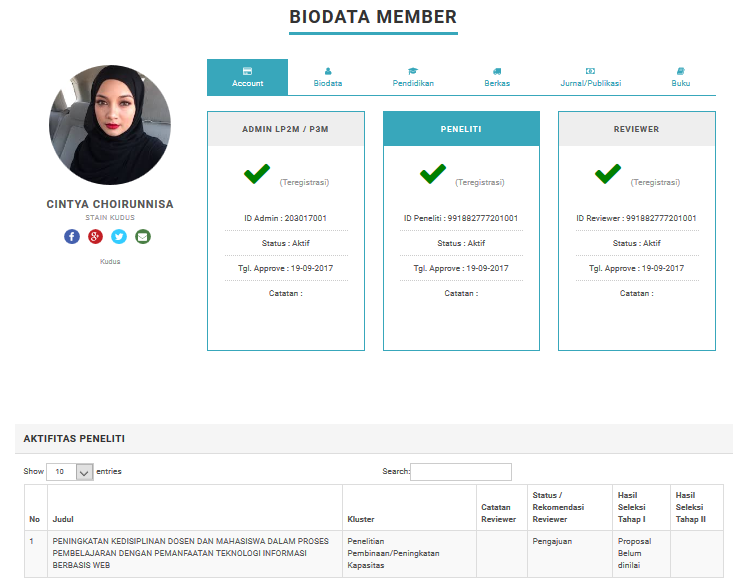 BIODATA MEMBER
Account
Biodata
Pendidikan
Berkas
Jurnal/Publikasi
Buku
CINTYA CHOIRUNNISA
STAIN KUDUS
Kudus
ADMIN LP2M / P3M
(Teregistrasi)
ID Admin : 203017001
Status : Aktif
Tgl. Approve : 19-09-2017
Catatan :
PENELITI
(Teregistrasi)
ID Peneliti : 991882777201001
Status : Aktif
Tgl. Approve : 19-09-2017
Catatan :
REVIEWER
(Teregistrasi)
ID Reviewer : 991882777201001
Status : Aktif
Tgl. Approve : 19-09-2017
Catatan :
AKTIFITAS PENELITI
Show 10 entries
Search:
No
Judul
Kluster
Catatan
Reviewer
Status /
Rekomendasi
Reviewer
Hasil
Seleksi
Tahap I
Hasil
Seleksi
Tahap II
1
PENINGKATAN KEDISIPLINAN DOSEN DAN MAHASISWA DALAM PROSES
PEMBELAJARAN DENGAN PEMANFAATAN TEKNOLOGI INFORMASI
BERBASIS WEB
Penelitian
Pembinaan/Peningkatan
Kapasitas
Pengajuan
Proposal
Belum
dinilai